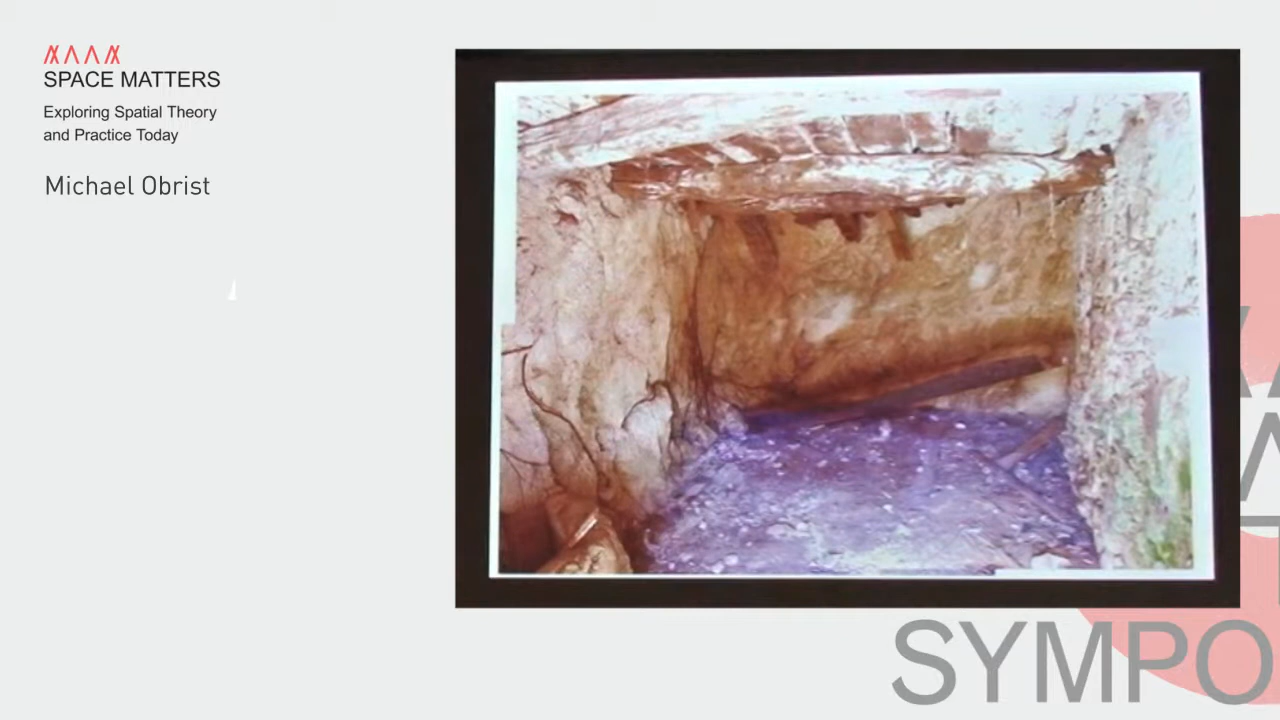 SPACE MATTERS
Exploring Spatial Theory
and Practice Today
Michael Obrist
SYMPO